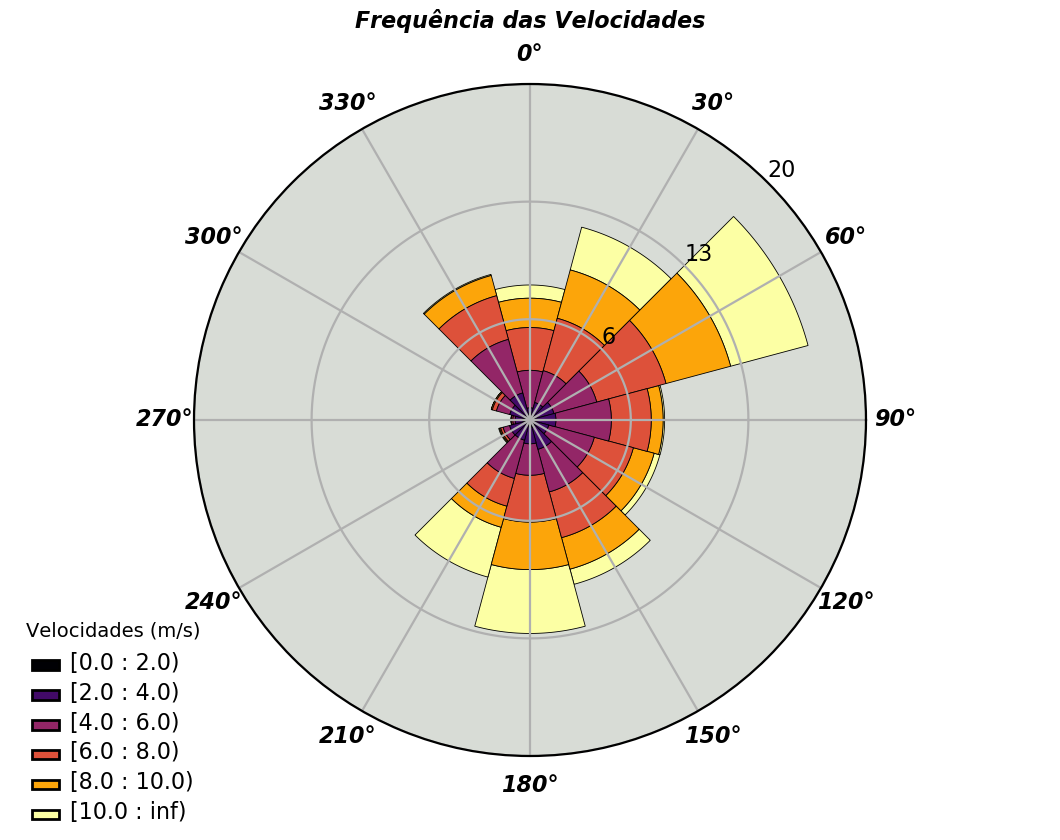 Frequência das Velocidades
0°
330°
30°
20
300°
60°
13
6
270°
90°
240°
120°
210°
150°
180°
Velocidades (m/s)
[0.0 : 2.0)
[2.0 : 4.0)
[4.0 : 6.0)
[6.0 : 8.0)
[8.0 : 10.0)
[10.0 : inf)